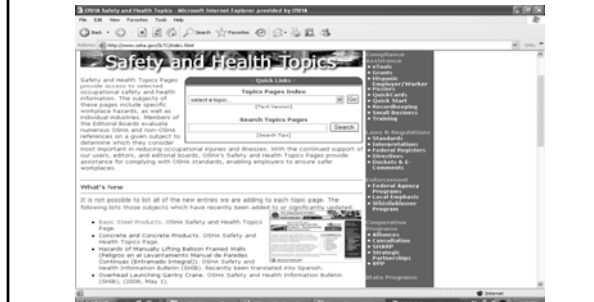 OSHA Safety and Health Topics - Microsoft Internet Explorer provided by OSHA
File Edit View Favorites Tools Help
Back Search Favorites
Address http://www.osha.gov/SLTC/index.html Links
Safety and Health Topics
Safety and Health Topics Pages
provide access to selected
occupational safety and health
information. The subjects of
these pages include specific
workplace hazards, as well as
individual industries. Members of
the Editorial Boards evaluate
numerous OSHA and non-OSHA
references on a given subject to
determine which they consider
most important in reducing occupational injuries and illnesses. With the continued support of
our users, editors, and editorial boards, OSHA's Safety and Health Topics Pages provide
assistance for complying with OSHA standards, enabling employers to ensure safer
workplaces.
Quick Links
Topics Pages Index
select a topic.. Go
[Text Version]
Search Topics Pages
Search
[Search Tips]
What's New
It is not possible to list all of the new entries we are adding to each topic page. The
following lists those subjects which have recently been added to or significantly updated.
• Basic Steel Products. OSHA Safety and Health Topics
Page.
• Concrete and Concrete Products. OSHA Safety and
Health Topics Page.
• Hazards of Manually Lifting Balloon Framed Walls
(Peligros en el Levantamiento Manual de Paredes
Continuas (Entramado Integral)). OSHA Safety and
Health Information Bulletin (SHIB). Recently been translated into Spanish.
• Overhead Launching Gantry Crane. OSHA Safety and Health Information Bulletin
(SHIB), (2006, May 1).
Compliance
Assistance
• eTools
• Grants
• Hispanic
Employer/Worker
• Posters
• QuickCards
• Quick Start
• Recordkeeping
• Small Business
• Training
Laws & Regulations
• Standards
• Interpretations
• Federal Registers
• Directives
• Dockets & E-
Comments
Enforcement
• Federal Agency
Programs
• Local Emphasis
• Whistleblower
Program
Cooperative
Programs
• Alliances
• Consultation
• SHARP
• Strategic
Partnerships
• VPP
State Programs
Internet